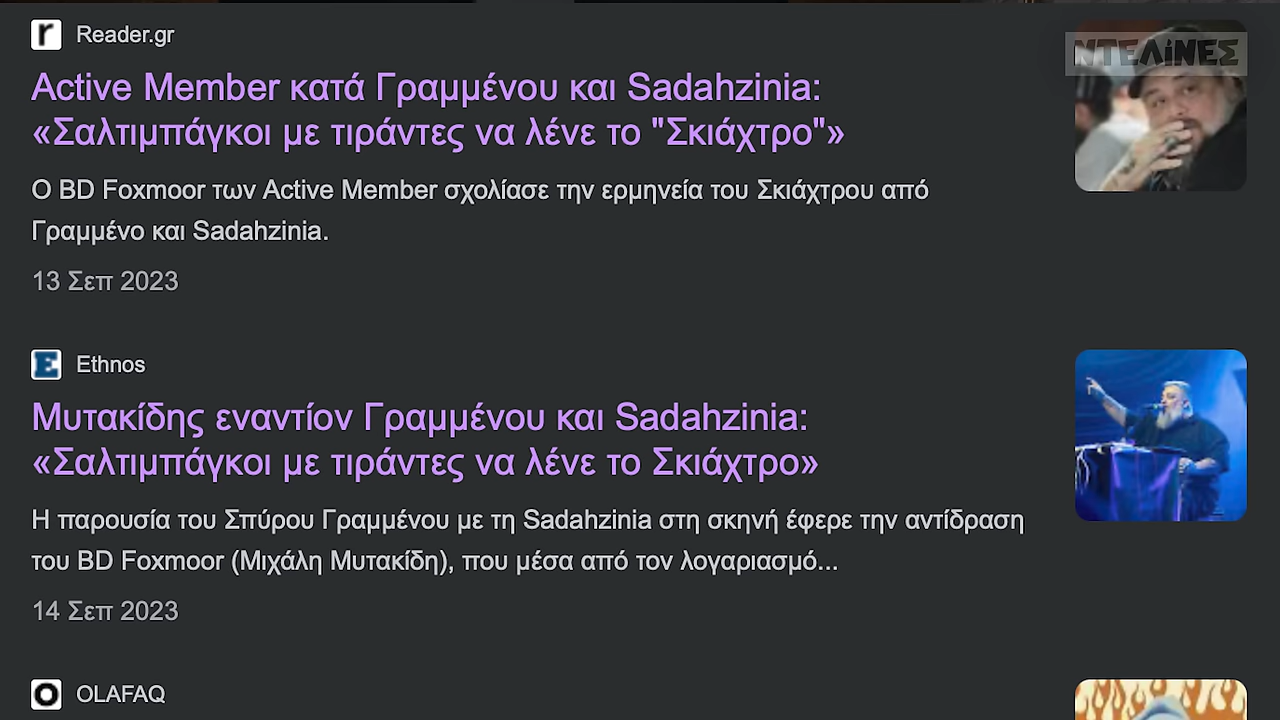 Reader.gr
ΝΤΕΛίΝΕΣ
Active Member κατά Γραμμένου και Sadahzinia:
«Σαλτιμπάγκοι με τιράντες να λένε το "Σκιάχτρο"»
Ο BD Foxmoor των Active Member σχολίασε την ερμηνεία του Σκιάχτρου από
Γραμμένο και Sadahzinia.
13 Σεπ 2023
Ethnos
Μυτακίδης εναντίον Γραμμένου και Sadahzinia:
«Σαλτιμπάγκοι με τιράντες να λένε το Σκιάχτρο»
Η παρουσία του Σπύρου Γραμμένου με τη Sadahzinia στη σκηνή έφερε την αντίδραση
του BD Foxmoor (Μιχάλη Μυτακίδη), που μέσα από τον λογαριασμό...
14 Σεπ 2023
OLAFAQ